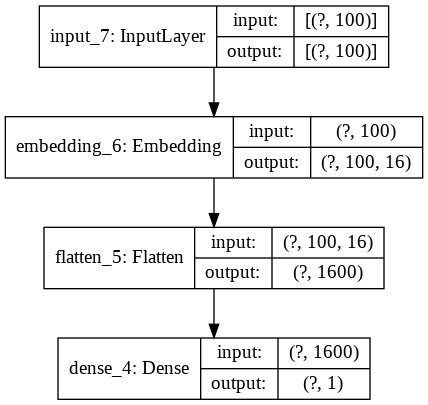 input_7: InputLayer
input: [(?, 100)]
output: [(?, 100)]
embedding_6: Embedding
input: (?, 100)
output: (?, 100, 16)
flatten_5: Flatten
input: (?, 100, 16)
output: (?, 1600)
dense_4: Dense
input: (?, 1600)
output: (?, 1)